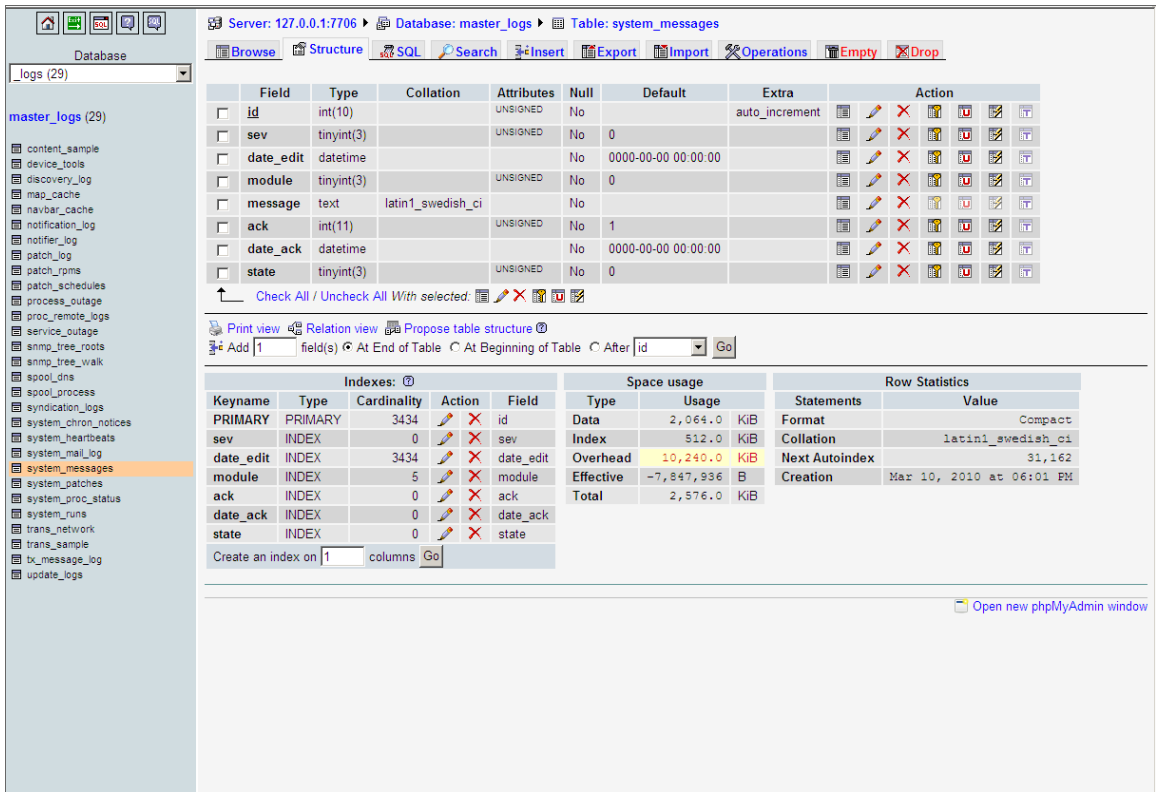 Server: 127.0.0.1:7706 Database: master_logs Table: system_messages
Browse Structure SQL Search Insert Export Import Operations Empty Drop
Database
_logs (29)
master_logs (29)
content_sample
device_tools
discovery_log
map_cache
navbar_cache
notification_log
notifier_log
patch_log
patch_rpms
patch_schedules
process_outage
proc_remote_logs
service_outage
snmp_tree_roots
snmp_tree_walk
spool_dns
spool_process
syndication_logs
system_chron_notices
system_heartbeats
system_mail_log
system_messages
system_patches
system_proc_status
system_runs
trans_network
trans_sample
tx_message_log
update_logs
Field Type Collation Attributes Null Default Extra Action
id int(10) UNSIGNED No auto_increment
sev tinyint(3) UNSIGNED No 0
date_edit datetime No 0000-00-00 00:00:00
module tinyint(3) UNSIGNED No 0
message text latin1_swedish_ci No
ack int(11) UNSIGNED No 1
date_ack datetime No 0000-00-00 00:00:00
state tinyint(3) UNSIGNED No 0
Check All / Uncheck All With selected:
Print view Relation view Propose table structure
Add 1 field(s) At End of Table At Beginning of Table After id Go
Indexes:
Keyname Type Cardinality Action Field
PRIMARY PRIMARY 3434 id
sev INDEX 0 sev
date_edit INDEX 3434 date_edit
module INDEX 5 module
ack INDEX 0 ack
date_ack INDEX 0 date_ack
state INDEX 0 state
Create an index on 1 columns Go
Space usage
Type Usage
Data 2,064.0 KiB
Index 512.0 KiB
Overhead 10,240.0 KiB
Effective -7,847,936 B
Total 2,576.0 KiB
Row Statistics
Statements Value
Format Compact
Collation latin1_swedish_ci
Next Autoindex 31,162
Creation Mar 10, 2010 at 06:01 PM
Open new phpMyAdmin window